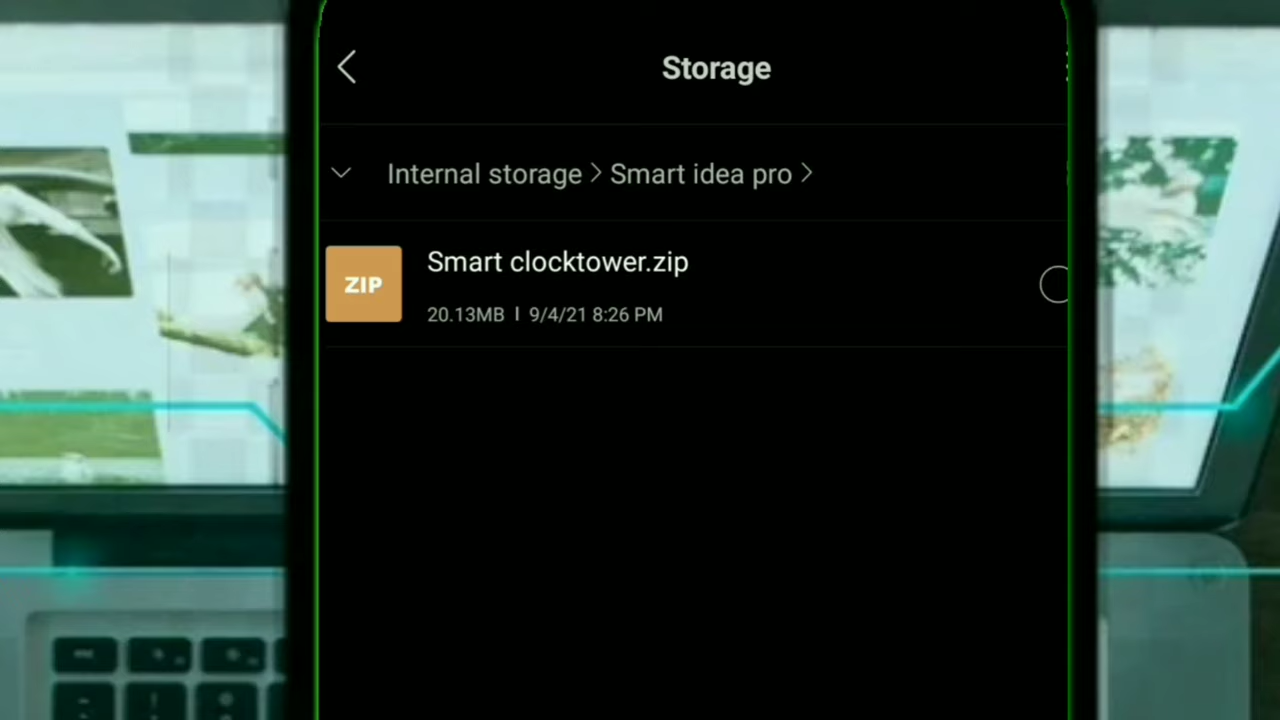 Storage
Internal storage > Smart idea pro >
ZIP
Smart clocktower.zip
20.13MB | 9/4/21 8:26 PM